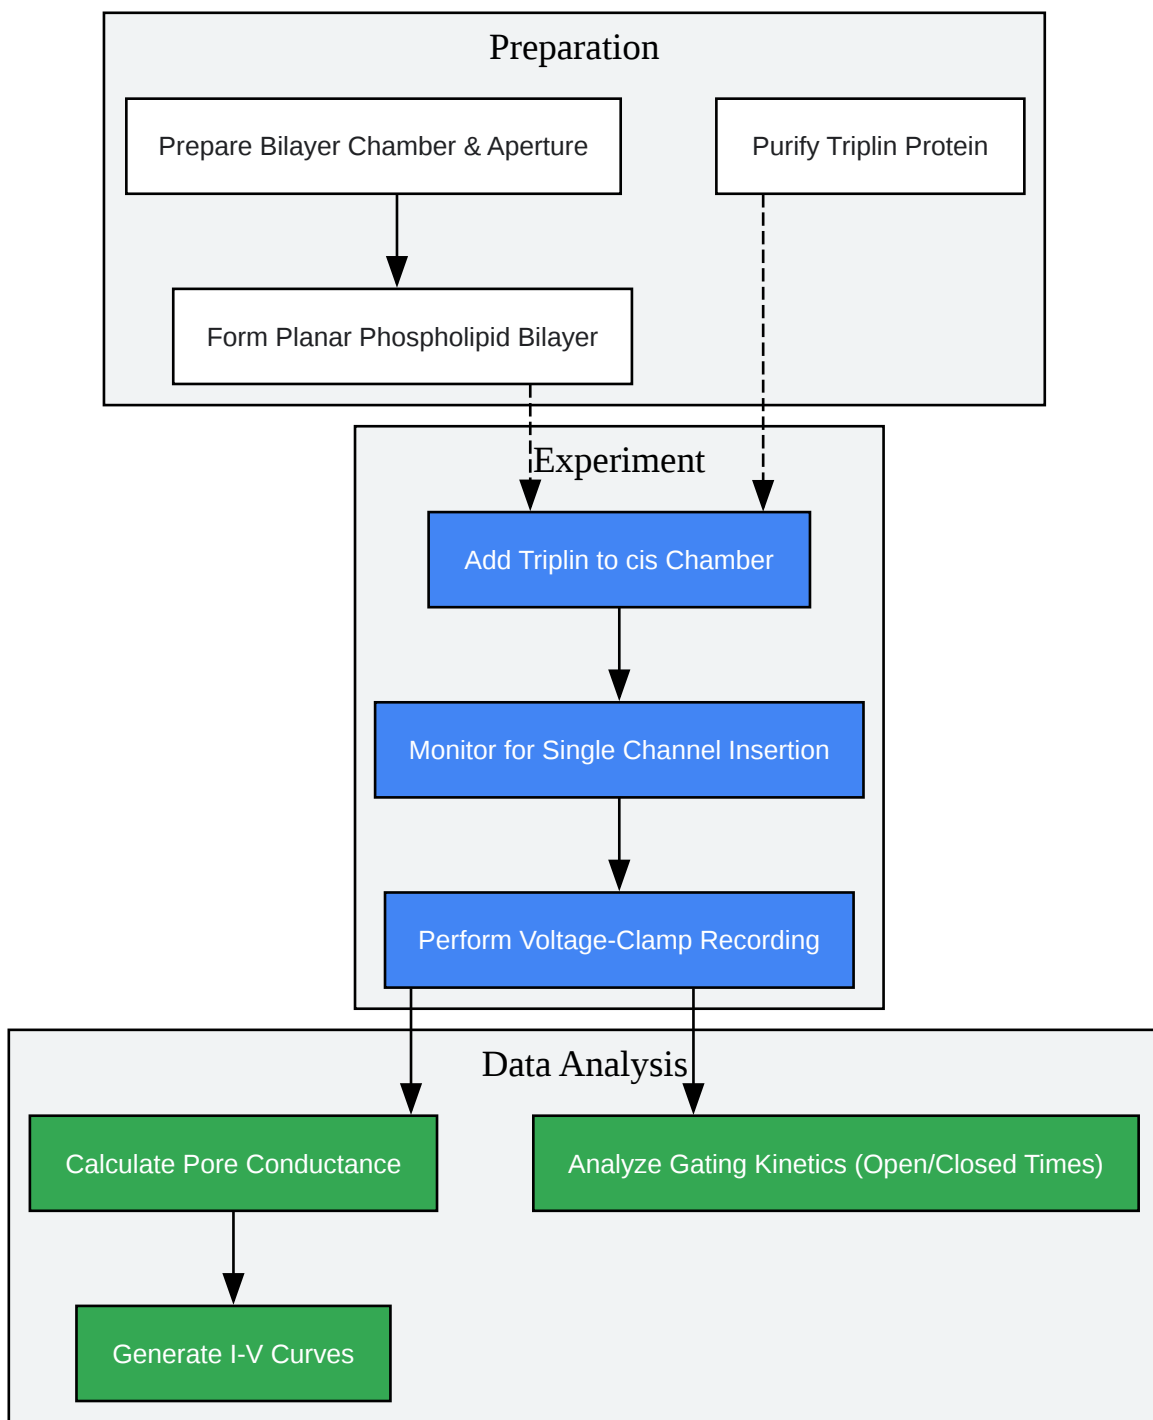 Preparation
Prepare Bilayer Chamber & Aperture
Purify Triplin Protein
Form Planar Phospholipid Bilayer
Experiment
Add Triplin to cis Chamber
Monitor for Single Channel Insertion
Perform Voltage-Clamp Recording
Data Analysis
Calculate Pore Conductance
Analyze Gating Kinetics (Open/Closed Times)
Generate I-V Curves